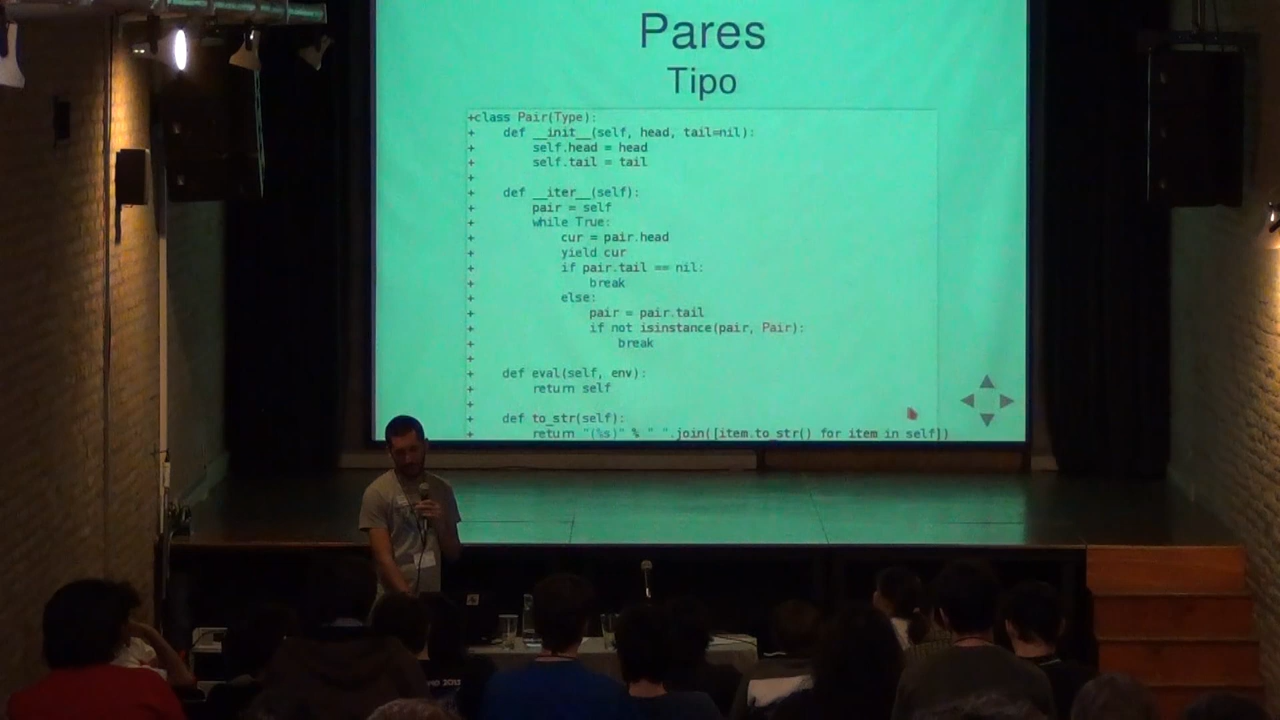 Pares
Tipo
+class Pair(Type):
+    def __init__(self, head, tail=nil):
+        self.head = head
+        self.tail = tail
+
+    def __iter__(self):
+        pair = self
+        while True:
+            cur = pair.head
+            yield cur
+            if pair.tail == nil:
+                break
+            else:
+                pair = pair.tail
+                if not isinstance(pair, Pair):
+                    break
+
+    def eval(self, env):
+        return self
+
+    def to_str(self):
+        return "(%s)" % " ".join([item.to_str() for item in self])